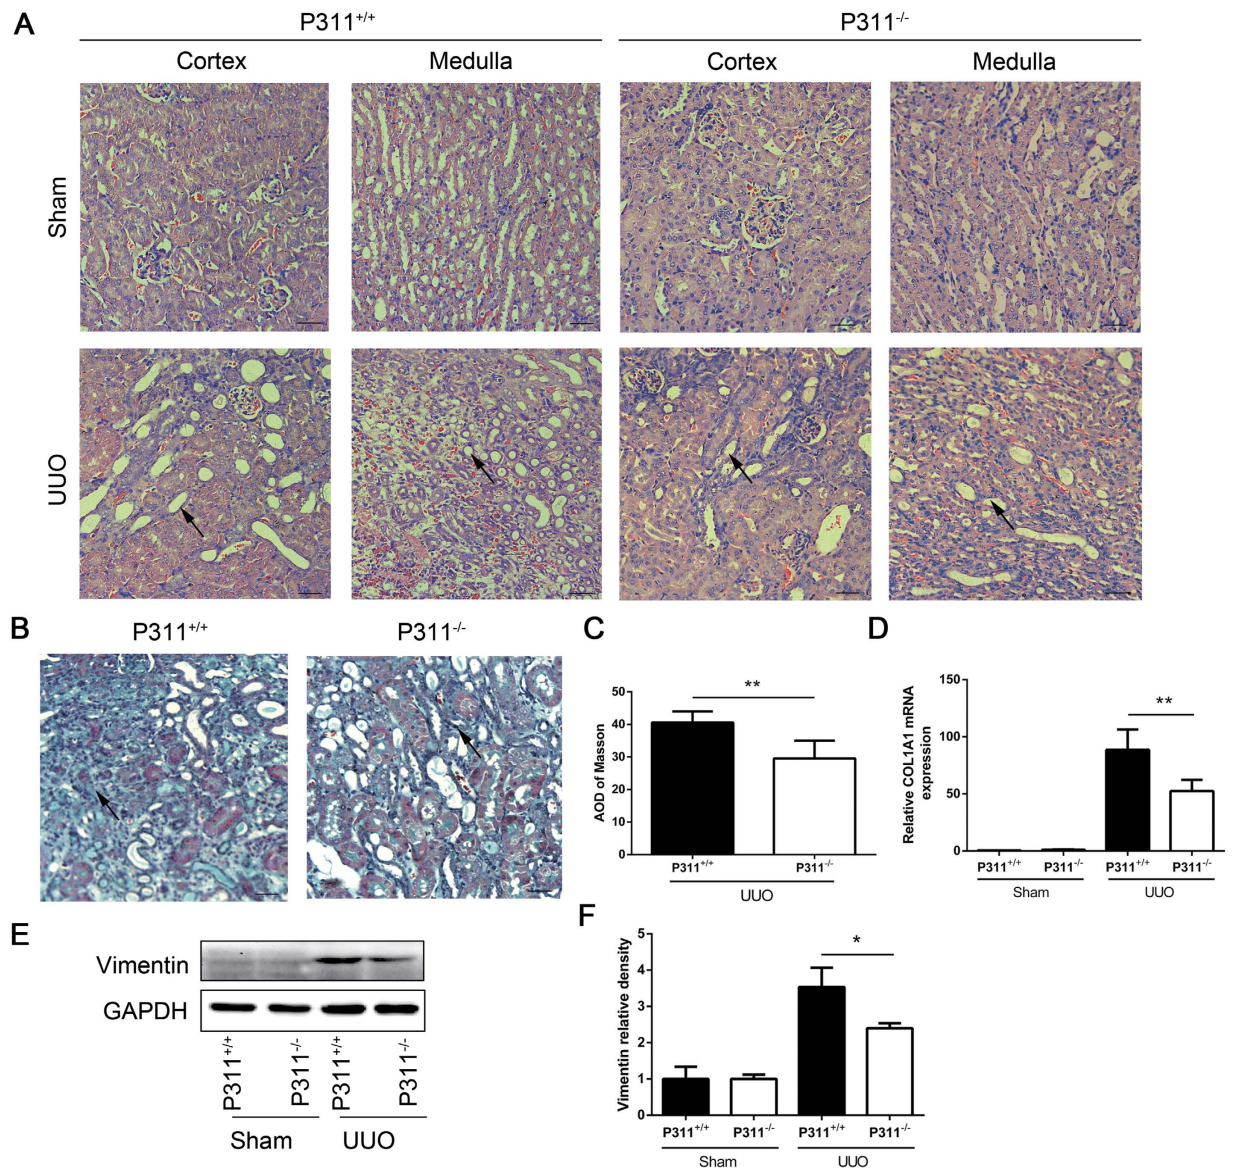 A
P311+/+
P311-/-
Cortex
Medulla
Cortex
Medulla
Sham
UUO
B
P311+/+
P311-/-
C
AOD of Masson
50
40
30
20
10
0
**
P311+/+
P311-/-
UUO
D
Relative COL1A1 mRNA
expression
150
100
50
0
**
P311+/+
P311-/-
P311+/+
P311-/-
Sham
UUO
E
Vimentin
GAPDH
P311+/+
P311-/-
P311+/+
P311-/-
Sham
UUO
F
Vimentin relative density
5
4
3
2
1
0
*
P311+/+
P311-/-
P311+/+
P311-/-
Sham
UUO